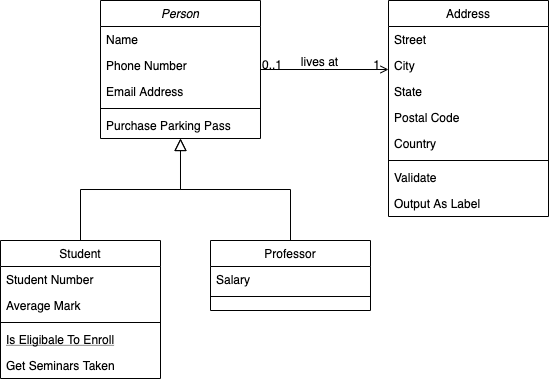 Person
Name
Phone Number
Email Address
Purchase Parking Pass
0..1 lives at 1
Address
Street
City
State
Postal Code
Country
Validate
Output As Label
Student
Student Number
Average Mark
Is Eligibale To Enroll
Get Seminars Taken
Professor
Salary